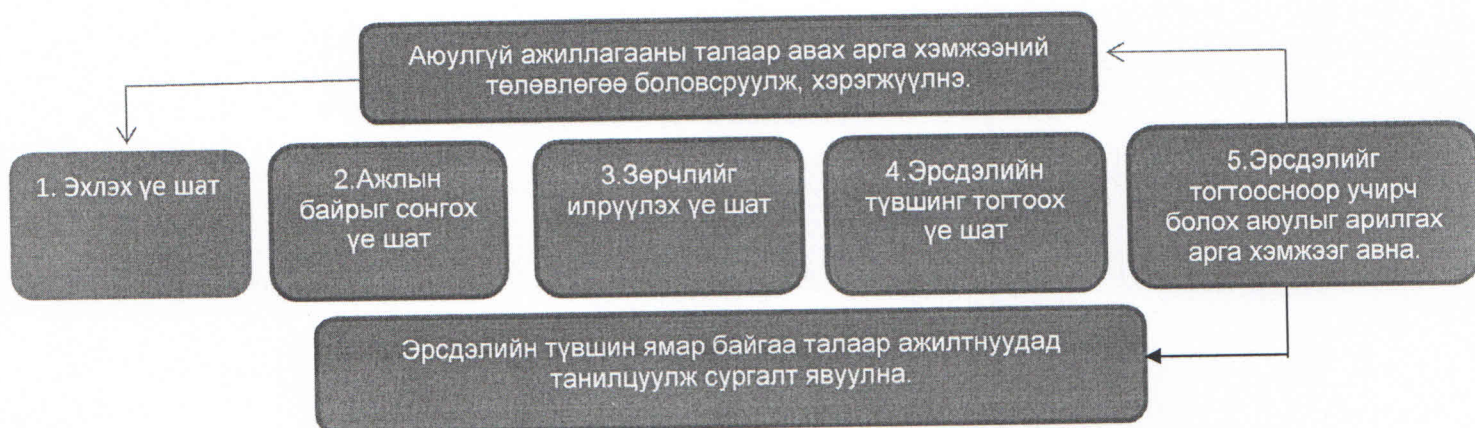 Аюулгүй ажиллагааны талаар авах арга хэмжээний
төлөвлөгөө боловсруулж, хэрэгжүүлнэ.
1. Эхлэх үе шат
2.Ажлын
байрыг сонгох
үе шат
3.Зөрчлийг
илрүүлэх үе шат
4.Эрсдэлийн
түвшинг тогтоох
үе шат
5.Эрсдэлийг
тогтоосноор учирч
болох аюулыг арилгах
арга хэмжээг авна.
Эрсдэлийн түвшин ямар байгаа талаар ажилтнуудад
танилцуулж сургалт явуулна.